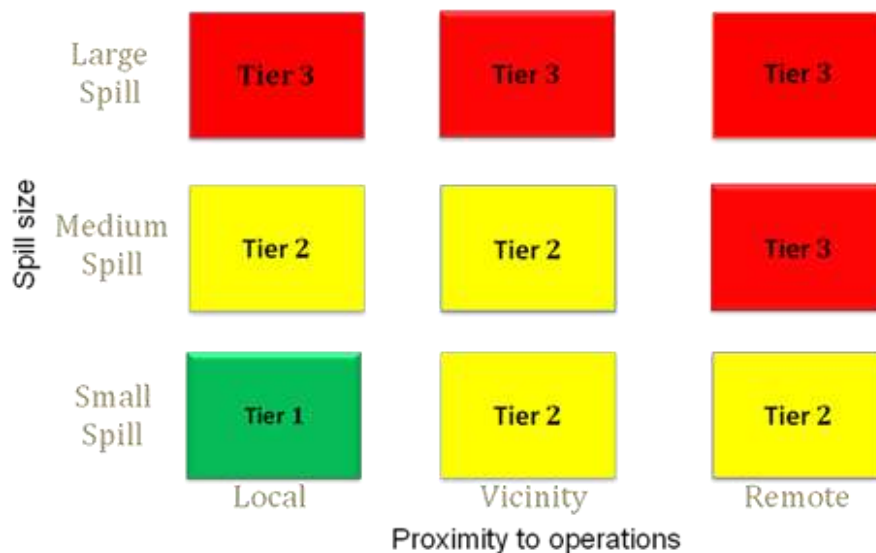 Large
Spill
Tier 3
Tier 3
Tier 3
Spill size
Medium
Spill
Tier 2
Tier 2
Tier 3
Small
Spill
Tier 1
Tier 2
Tier 2
Local
Vicinity
Remote
Proximity to operations